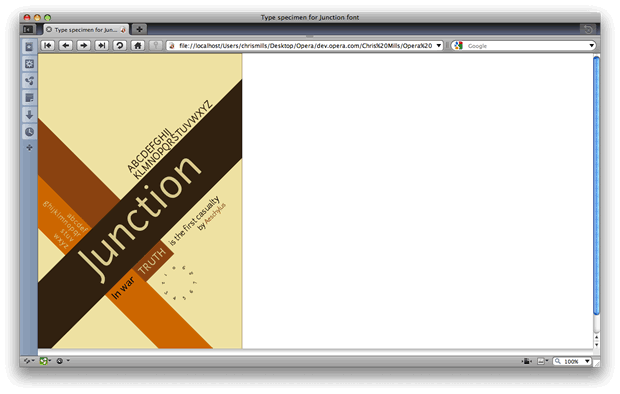 Type specimen for Junction font
Type specimen for Jun...
file://localhost/Users/chrismills/Desktop/Opera/dev.opera.com/Chris%20Mills/Opera%20
Google
ABCDEFGHIJ
KLMNOPQRSTUVWXYZ
Junction
abcdef
ghijklmnopqr
stuv
wxyz
is the first casualty
by Aeschylus
In war TRUTH
100%